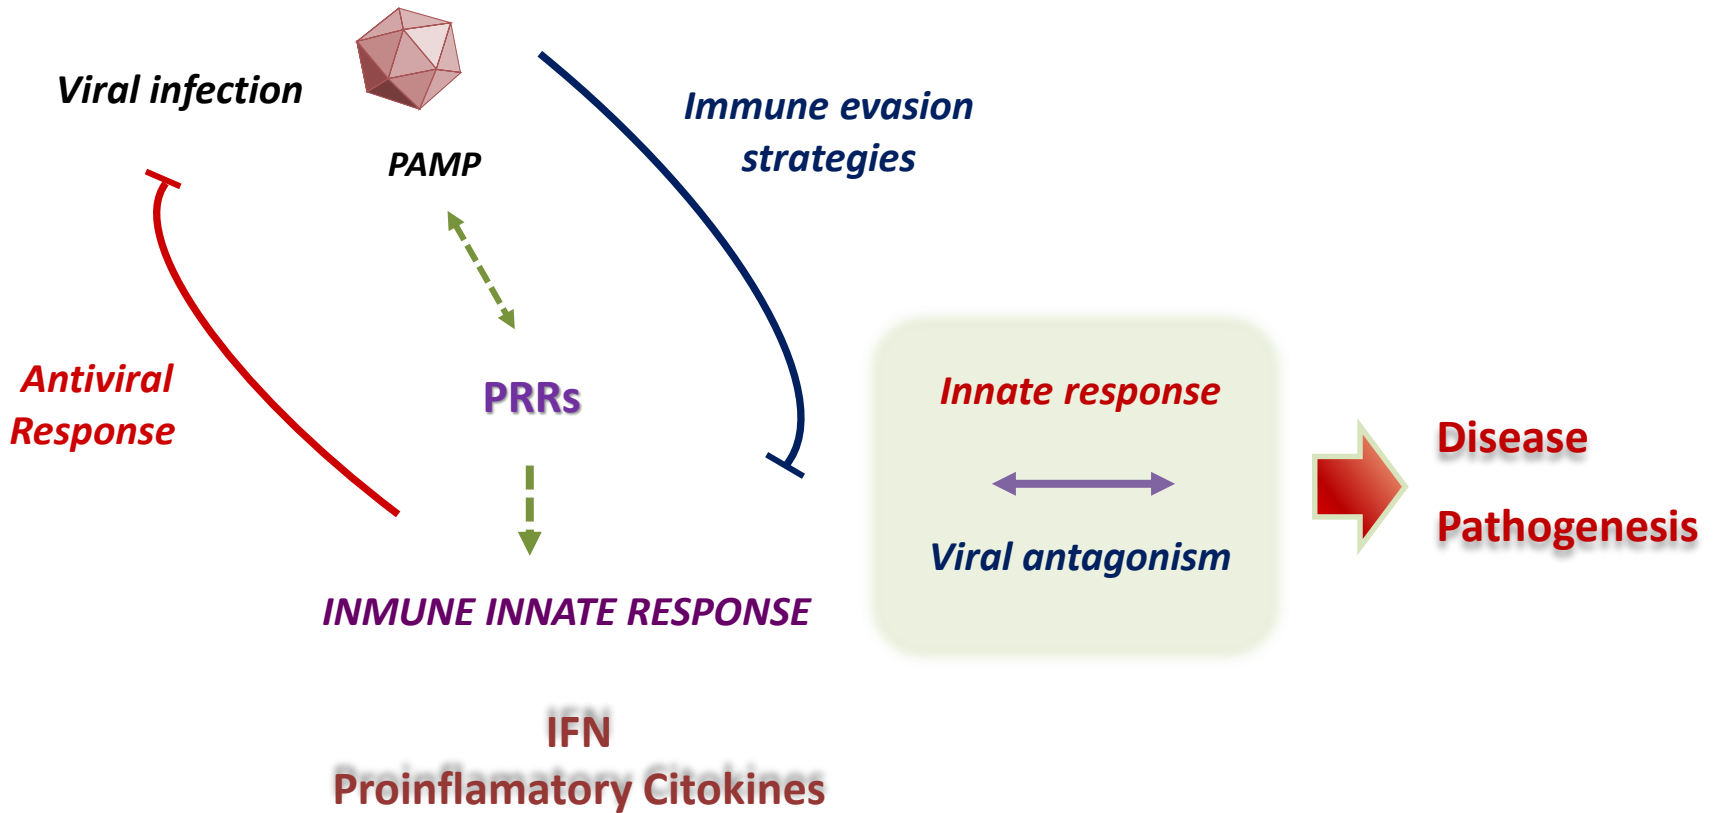 Viral infection
PAMP
Immune evasion
strategies
Antiviral
Response
PRRs
INMUNE INNATE RESPONSE
IFN
Proinflamatory Citokines
Innate response
Viral antagonism
Disease
Pathogenesis